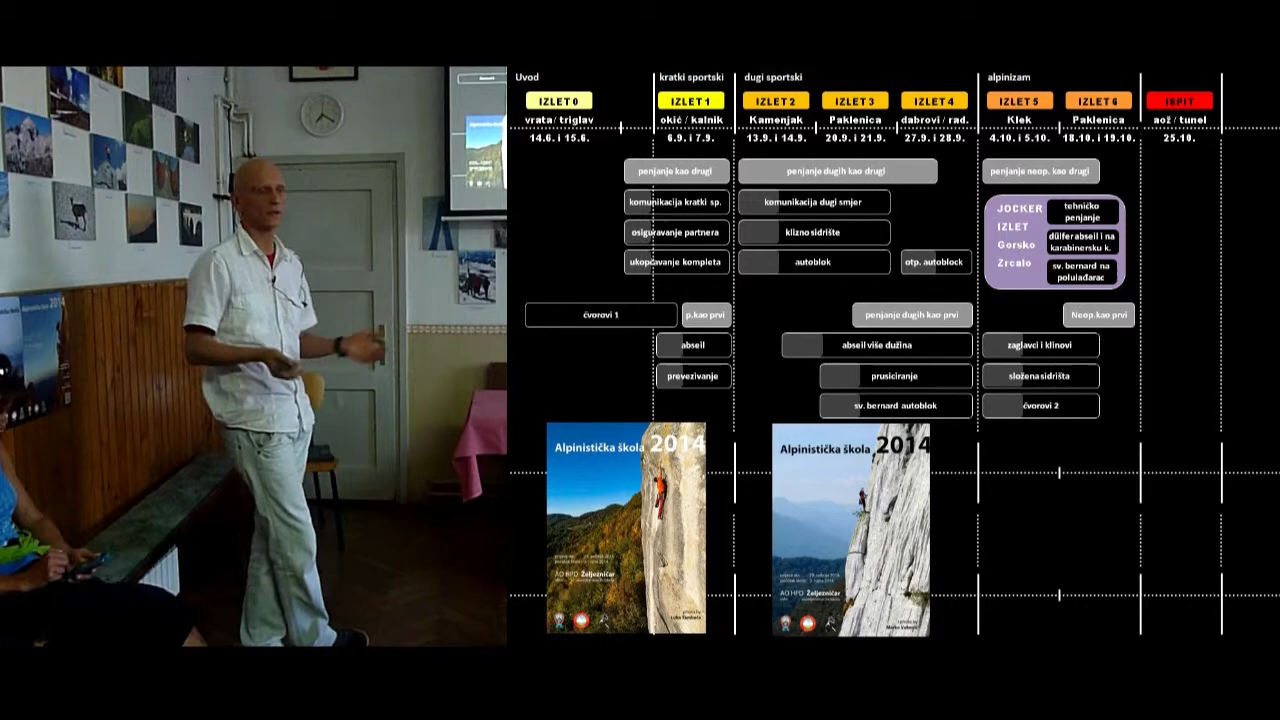 Uvod
kratki sportski
dugi sportski
alpinizam
IZLET 0
IZLET 1
IZLET 2
IZLET 3
IZLET 4
IZLET 5
IZLET 6
ISPIT
vrata/ triglav
okić / kalnik
Kamenjak
Paklenica
dabrovi / rad.
Klek
Paklenica
aož / tunel
14.6. i 15.6.
6.9. i 7.9.
13.9. i 14.9.
20.9. i 21.9.
27.9. i 28.9.
4.10. i 5.10.
18.10. i 19.10.
25.10.
penjanje kao drugi
penjanje dugih kao drugi
penjanje neop. kao drugi
komunikacija kratki sp.
komunikacija dugi smjer
osiguravanje partnera
klizno sidrište
ukopčavanje kompleta
autoblok
otp. autoblock
JOCKER
IZLET
Gorsko
Zrcalo
tehničko
penjanje
dülfer abseil i na
karabinersku k.
sv. bernard na
polulađarac
čvorovi 1
p.kao prvi
penjanje dugih kao prvi
Neop.kao prvi
abseil
abseil više dužina
zaglavci i klinovi
prevezivanje
prusiciranje
složena sidrišta
sv. bernard autoblok
čvorovi 2
Alpinistička škola 2014
AO HPD Željezničar
Alpinistička škola 2014
AO HPD Željezničar
Alpinistička škola 2014